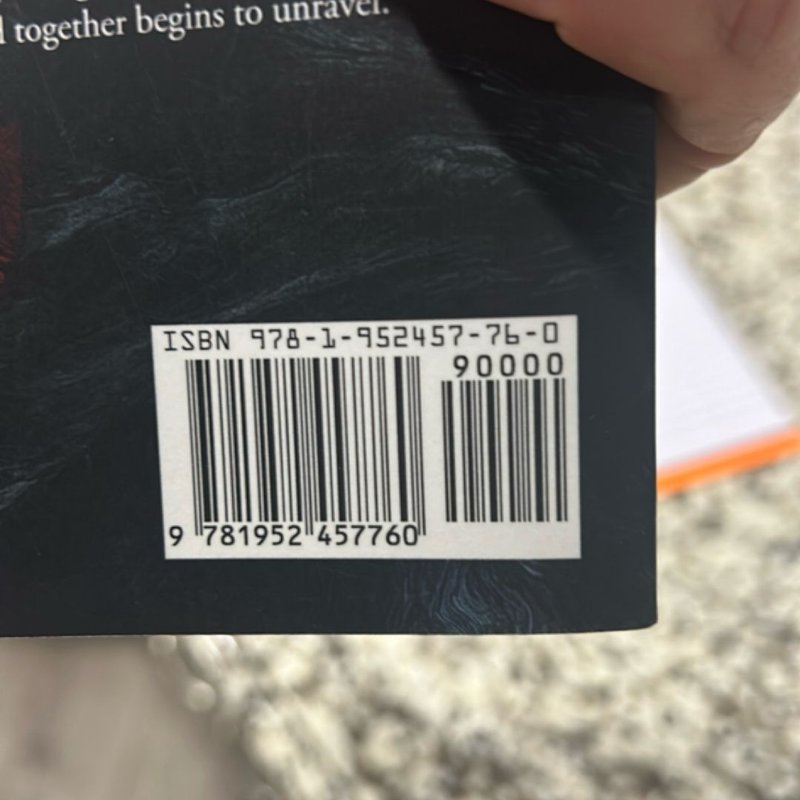 together begins to unravel.
ISBN 978-1-952457-76-0
90000
9 781952 457760